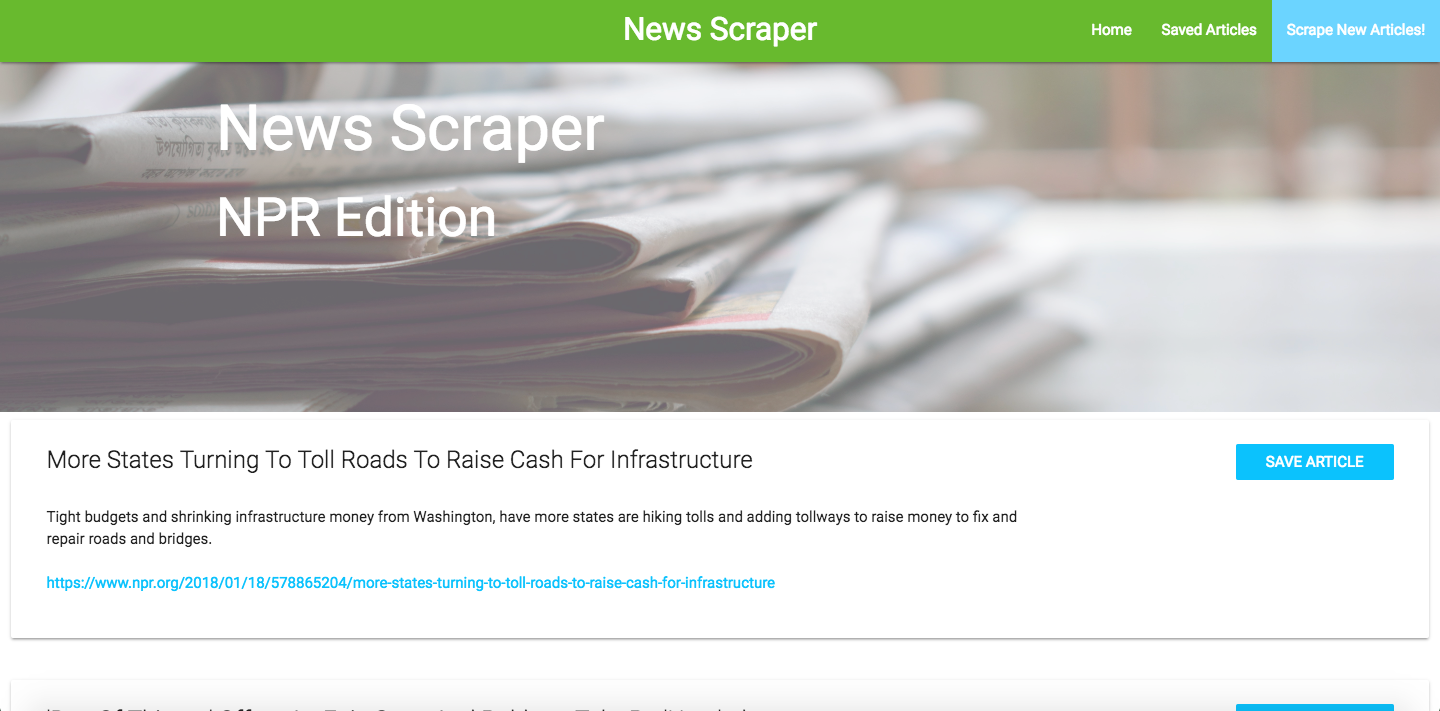 News Scraper
Home
Saved Articles
Scrape New Articles!
News Scraper
NPR Edition
More States Turning To Toll Roads To Raise Cash For Infrastructure
SAVE ARTICLE
Tight budgets and shrinking infrastructure money from Washington, have more states are hiking tolls and adding tollways to raise money to fix and
repair roads and bridges.
https://www.npr.org/2018/01/18/578865204/more-states-turning-to-toll-roads-to-raise-cash-for-infrastructure